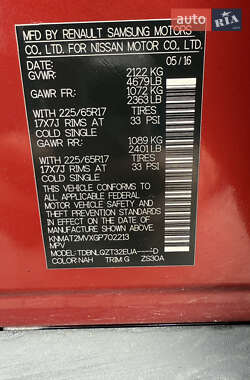 auto RIA
MFD BY RENAULT SAMSUNG MOTORS
CO. LTD. FOR NISSAN MOTOR CO. LTD.
DATE: 05/16
GVWR: 2122 KG
4679 LB
GAWR FR: 1072 KG
2363 LB
WITH 225/65R17 TIRES
17X7J RIMS AT 33 PSI
COLD SINGLE
GAWR RR: 1089 KG
2401 LB
WITH 225/65R17 TIRES
17X7J RIMS AT 33 PSI
COLD SINGLE
THIS VEHICLE CONFORMS TO
ALL APPLICABLE FEDERAL
MOTOR VEHICLE SAFETY
STANDARDS IN EFFECT ON
THE DATE OF MANUFACTURE
SHOWN ABOVE.
KNMAT2MVXGP702213
MPV
MODEL: TDBNLQZT32EUA----D
COLOR: NAH TRIM: G ZS30A